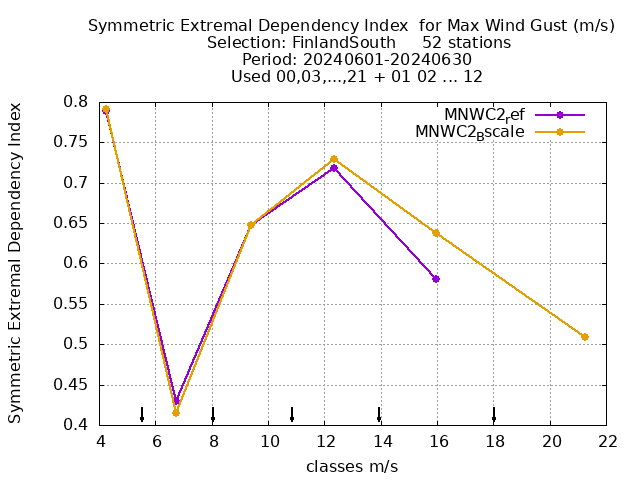 Symmetric Extremal Dependency Index  for Max Wind Gust (m/s)
Selection: FinlandSouth     52 stations
Period: 20240601-20240630
Used 00,03,...,21 + 01 02 ... 12
Symmetric Extremal Dependency Index
0.8
0.75
0.7
0.65
0.6
0.55
0.5
0.45
0.4
MNWC2ref
MNWC2Bscale
4 6 8 10 12 14 16 18 20 22
classes m/s